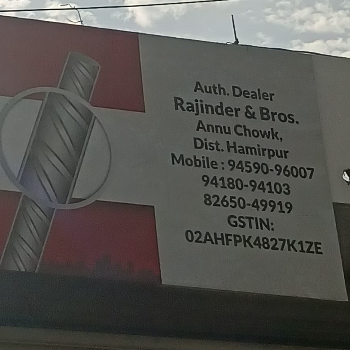 Auth. Dealer
Rajinder & Bros.
Annu Chowk,
Dist. Hamirpur
Mobile : 94590-96007
94180-94103
82650-49919
GSTIN:
02AHFPK4827K1ZE